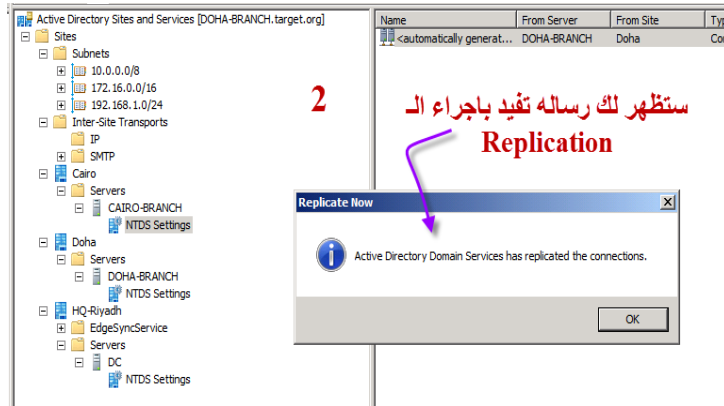 Active Directory Sites and Services [DOHA-BRANCH.target.org]
Sites
Subnets
10.0.0.0/8
172.16.0.0/16
192.168.1.0/24
Inter-Site Transports
IP
SMTP
Cairo
Servers
CAIRO-BRANCH
NTDS Settings
Doha
Servers
DOHA-BRANCH
NTDS Settings
HQ-Riyadh
EdgeSyncService
Servers
DC
NTDS Settings
Name From Server From Site Typ
<automatically generat... DOHA-BRANCH Doha Cor
2
ستظهر لك رساله تفيد باجراء الـ
Replication
Replicate Now
Active Directory Domain Services has replicated the connections.
OK